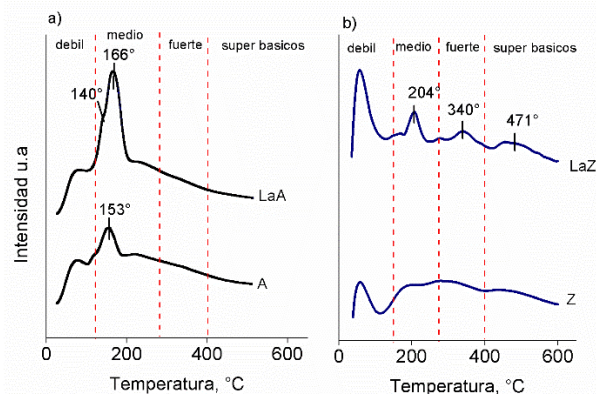 a)
debil
medio
fuerte
super basicos
166°
140°
LaA
153°
A
Intensidad u.a
0
200
400
600
Temperatura, °C
b)
debil
medio
fuerte
super basicos
204°
340°
471°
LaZ
Z
0
200
400
600
Temperatura, °C